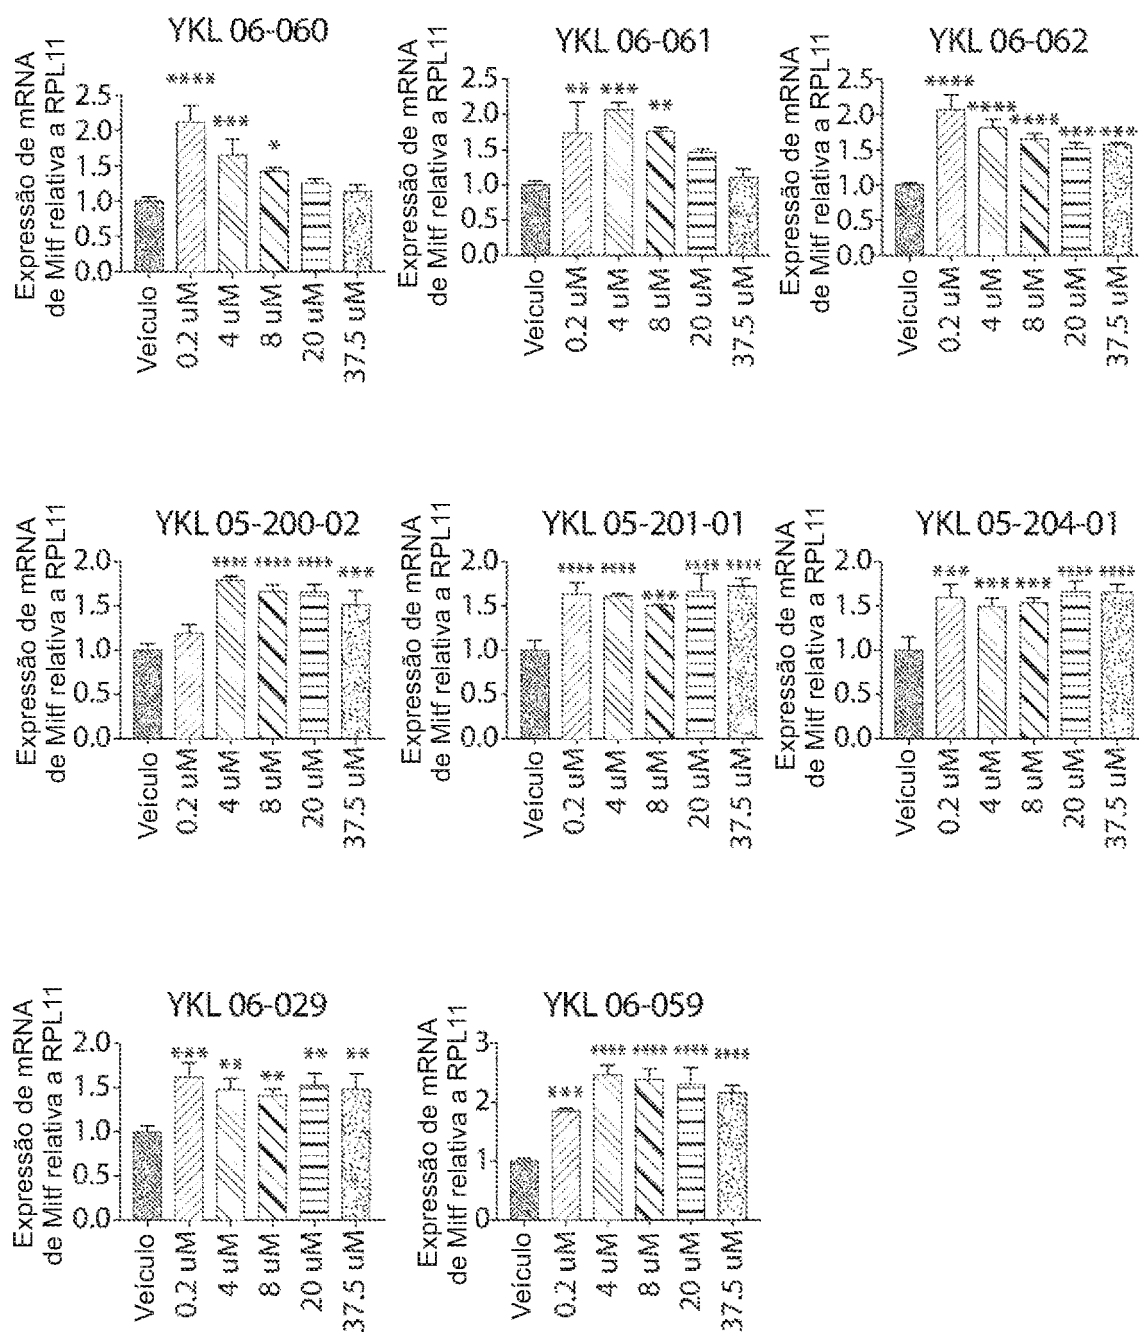 YKL 06-060
Expressão de mRNA
de Mitf relativa a RPL11
2.5
2.0
1.5
1.0
0.5
0.0
****
***
*
Veículo
0.2 uM
4 uM
8 uM
20 uM
37.5 uM
YKL 06-061
Expressão de mRNA
de Mitf relativa a RPL11
2.5
2.0
1.5
1.0
0.5
0.0
**
***
**
Veículo
0.2 uM
4 uM
8 uM
20 uM
37.5 uM
YKL 06-062
Expressão de mRNA
de Mitf relativa a RPL11
2.5
2.0
1.5
1.0
0.5
0.0
****
****
****
***
***
Veículo
0.2 uM
4 uM
8 uM
20 uM
37.5 uM
YKL 05-200-02
Expressão de mRNA
de Mitf relativa a RPL11
2.0
1.5
1.0
0.5
0.0
****
****
****
***
Veículo
0.2 uM
4 uM
8 uM
20 uM
37.5 uM
YKL 05-201-01
Expressão de mRNA
de Mitf relativa a RPL11
2.0
1.5
1.0
0.5
0.0
****
****
***
****
****
Veículo
0.2 uM
4 uM
8 uM
20 uM
37.5 uM
YKL 05-204-01
Expressão de mRNA
de Mitf relativa a RPL11
2.0
1.5
1.0
0.5
0.0
***
***
***
****
****
Veículo
0.2 uM
4 uM
8 uM
20 uM
37.5 uM
YKL 06-029
Expressão de mRNA
de Mitf relativa a RPL11
2.0
1.5
1.0
0.5
0.0
***
**
**
**
**
Veículo
0.2 uM
4 uM
8 uM
20 uM
37.5 uM
YKL 06-059
Expressão de mRNA
de Mitf relativa a RPL11
3
2
1
0
***
****
****
****
****
Veículo
0.2 uM
4 uM
8 uM
20 uM
37.5 uM